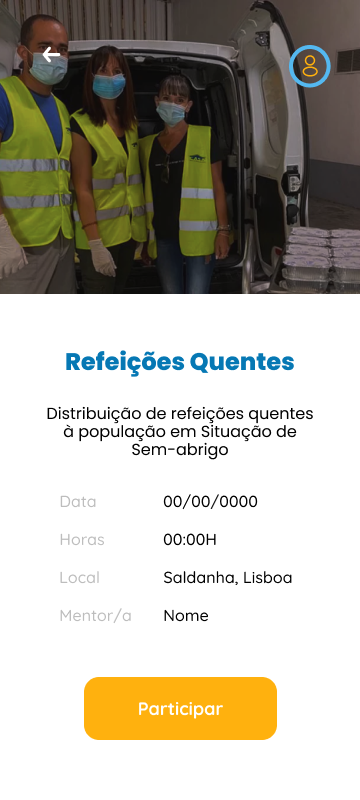 Refeições Quentes
Distribuição de refeições quentes
à população em Situação de
Sem-abrigo
Data 00/00/0000
Horas 00:00H
Local Saldanha, Lisboa
Mentor/a Nome
Participar